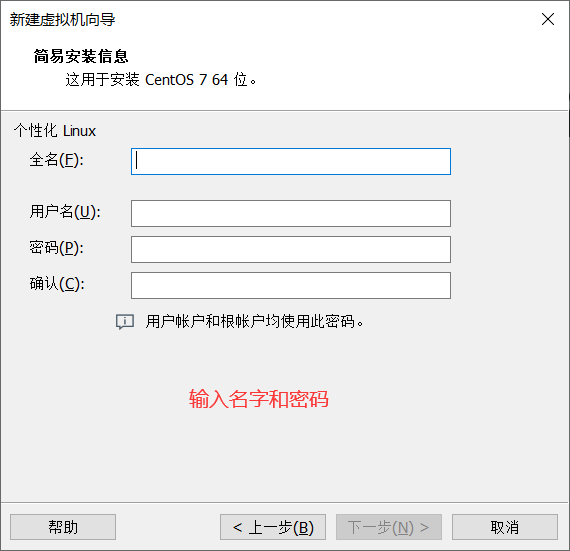 新建虚拟机向导
简易安装信息
这用于安装 CentOS 7 64 位。
个性化 Linux
全名(F):
用户名(U):
密码(P):
确认(C):
用户帐户和根帐户均使用此密码。
输入名字和密码
帮助 < 上一步(B) 下一步(N) > 取消